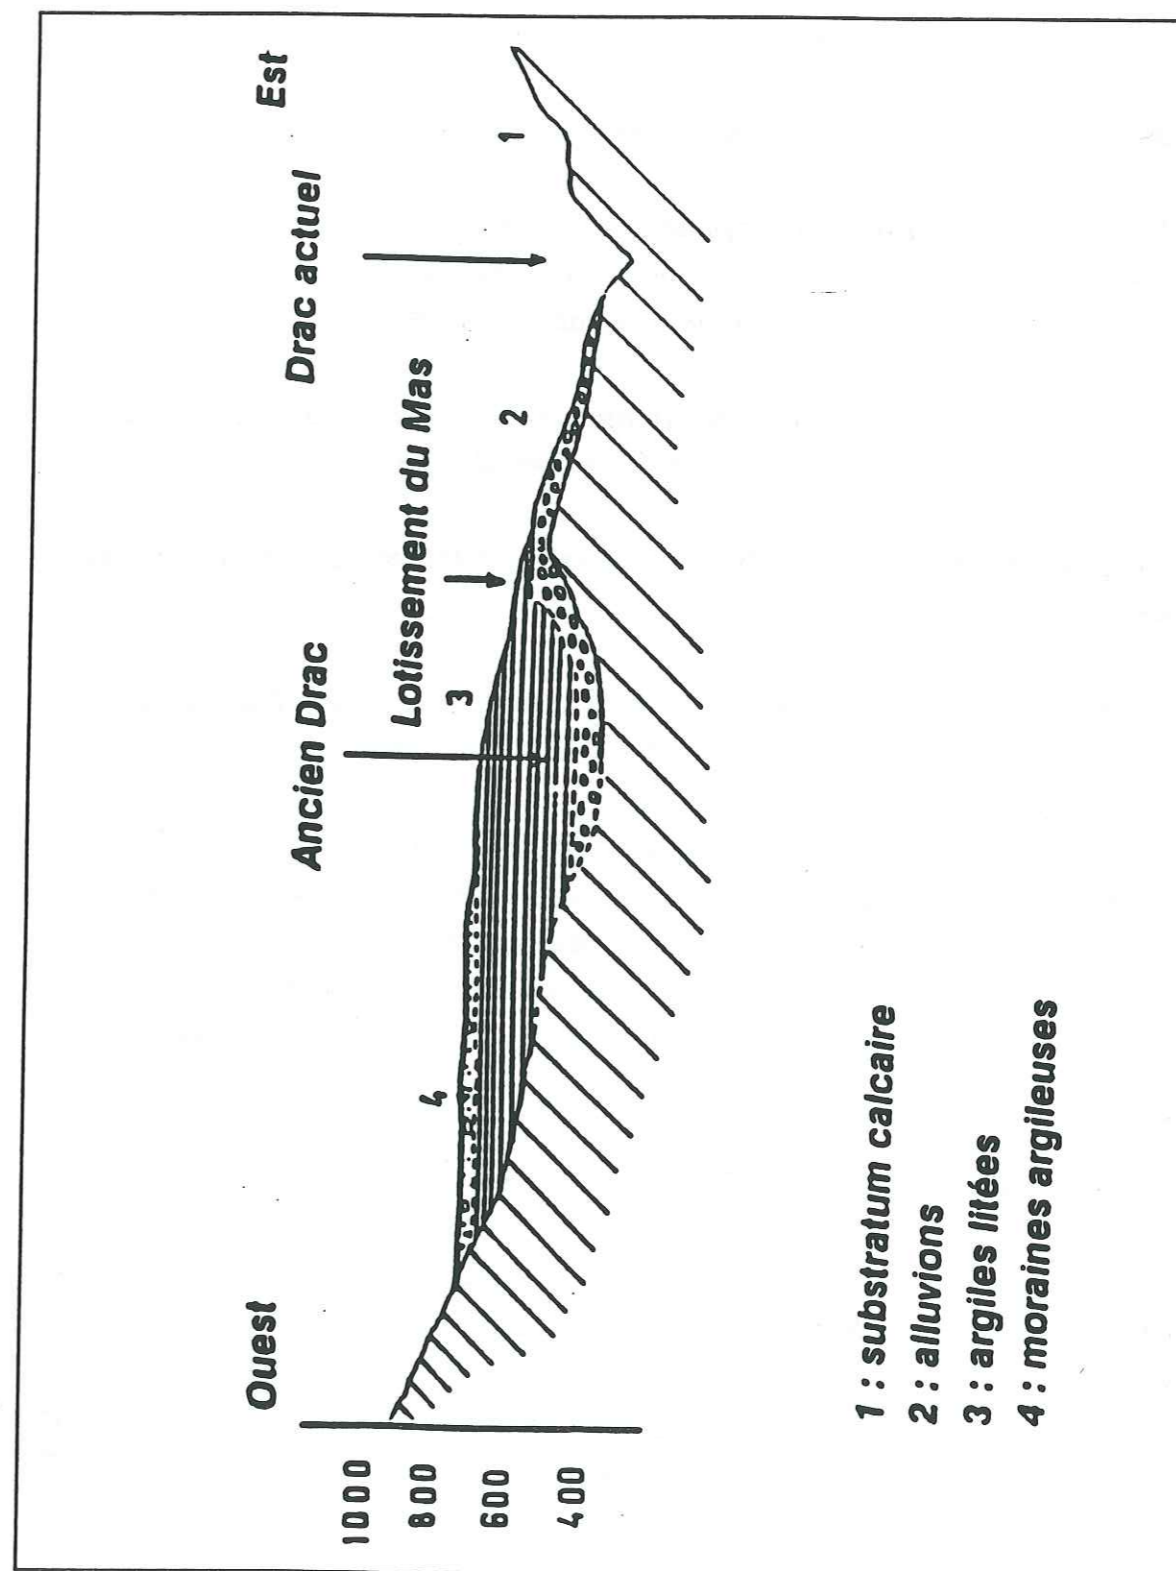 Ouest
Est
Drac actuel
Lotissement du Mas
Ancien Drac
1000
800
600
400
1
2
3
4
1 : substratum calcaire
2 : alluvions
3 : argiles litées
4 : moraines argileuses